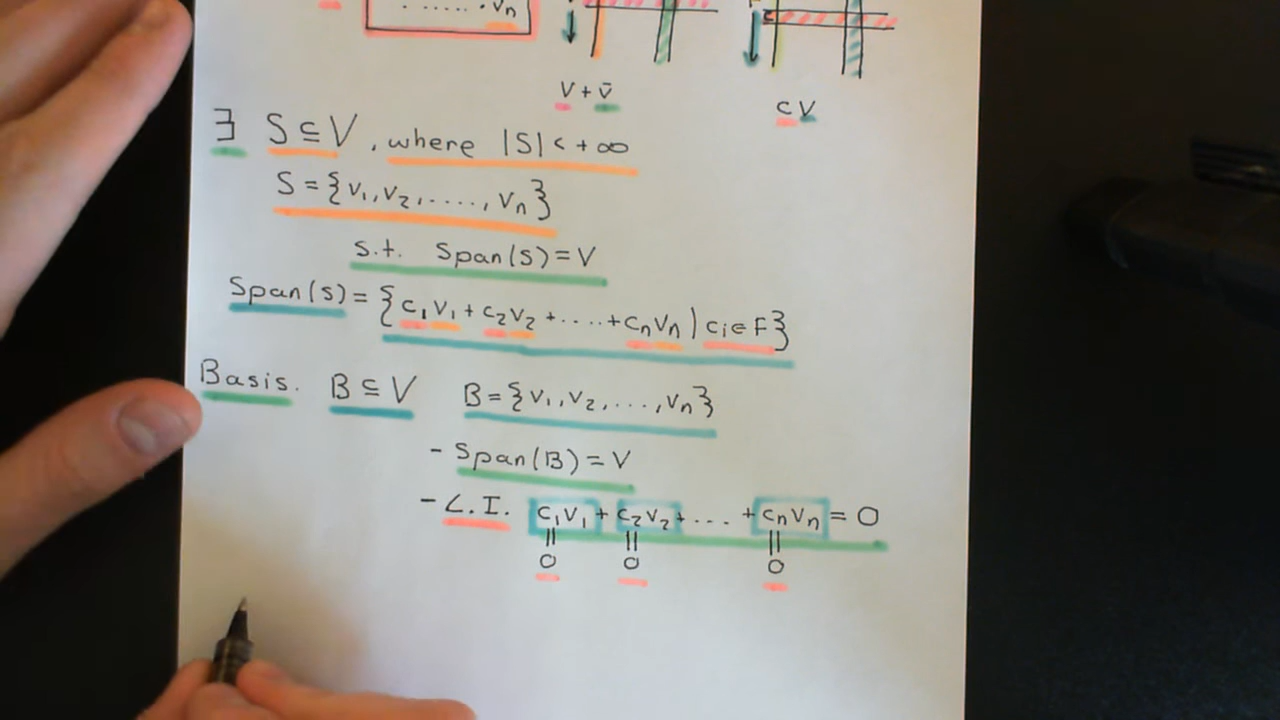 ...... . vn
V + v̄
cV
∃ S ⊆ V , where |S| < +∞
S = {v₁, v₂, ....., vn}
s.t. Span(S) = V
Span(S) = {c₁v₁ + c₂v₂ + .... + cnvn | ci ∈ F}
Basis. B ⊆ V B = {v₁, v₂, ..., vn}
- Span(B) = V
- L.I. c₁v₁ + c₂v₂ + ... + cnvn = 0
|| || ||
0 0 0